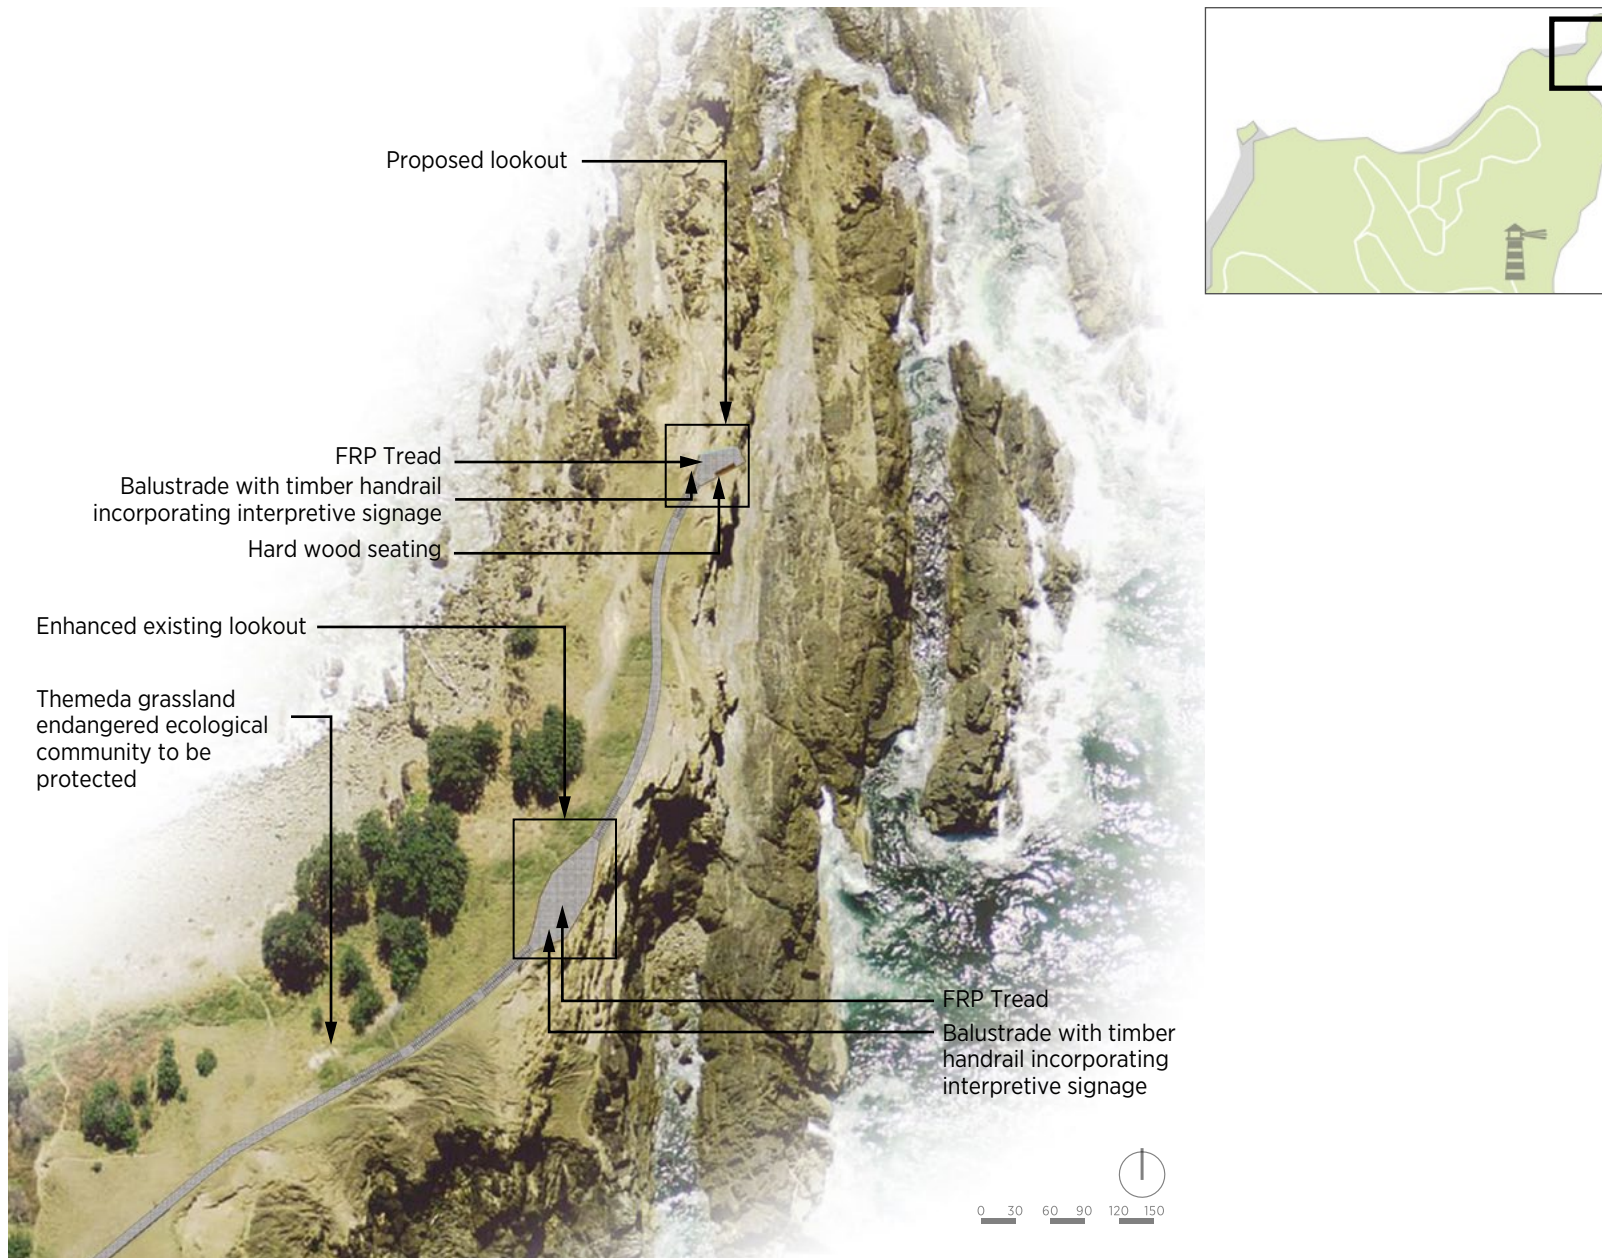 Proposed lookout
FRP Tread
Balustrade with timber handrail
incorporating interpretive signage
Hard wood seating
Enhanced existing lookout
Themeda grassland
endangered ecological
community to be
protected
FRP Tread
Balustrade with timber
handrail incorporating
interpretive signage
0 30 60 90 120 150